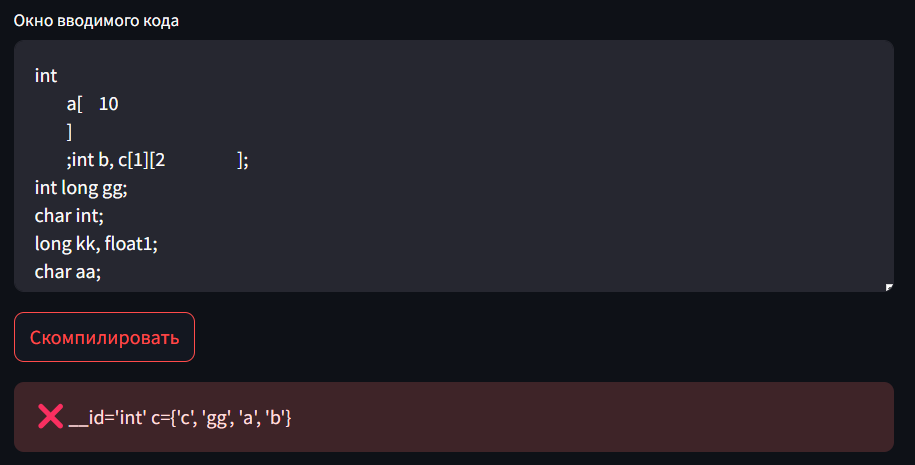 Окно вводимого кода
int
a[ 10
]
;int b, c[1][2 ];
int long gg;
char int;
long kk, float1;
char aa;
Скомпилировать
❌ __id='int' c={'c', 'gg', 'a', 'b'}